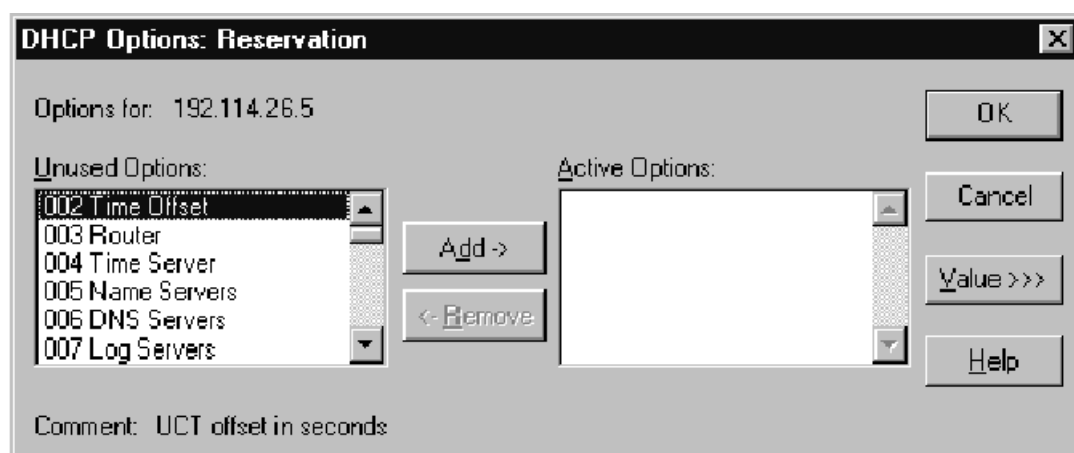 DHCP Options: Reservation
Options for: 192.114.26.5
OK
Unused Options:
Active Options:
002 Time Offset
003 Router
004 Time Server
005 Name Servers
006 DNS Servers
007 Log Servers
Add ->
<- Remove
Cancel
Value >>>
Help
Comment: UCT offset in seconds